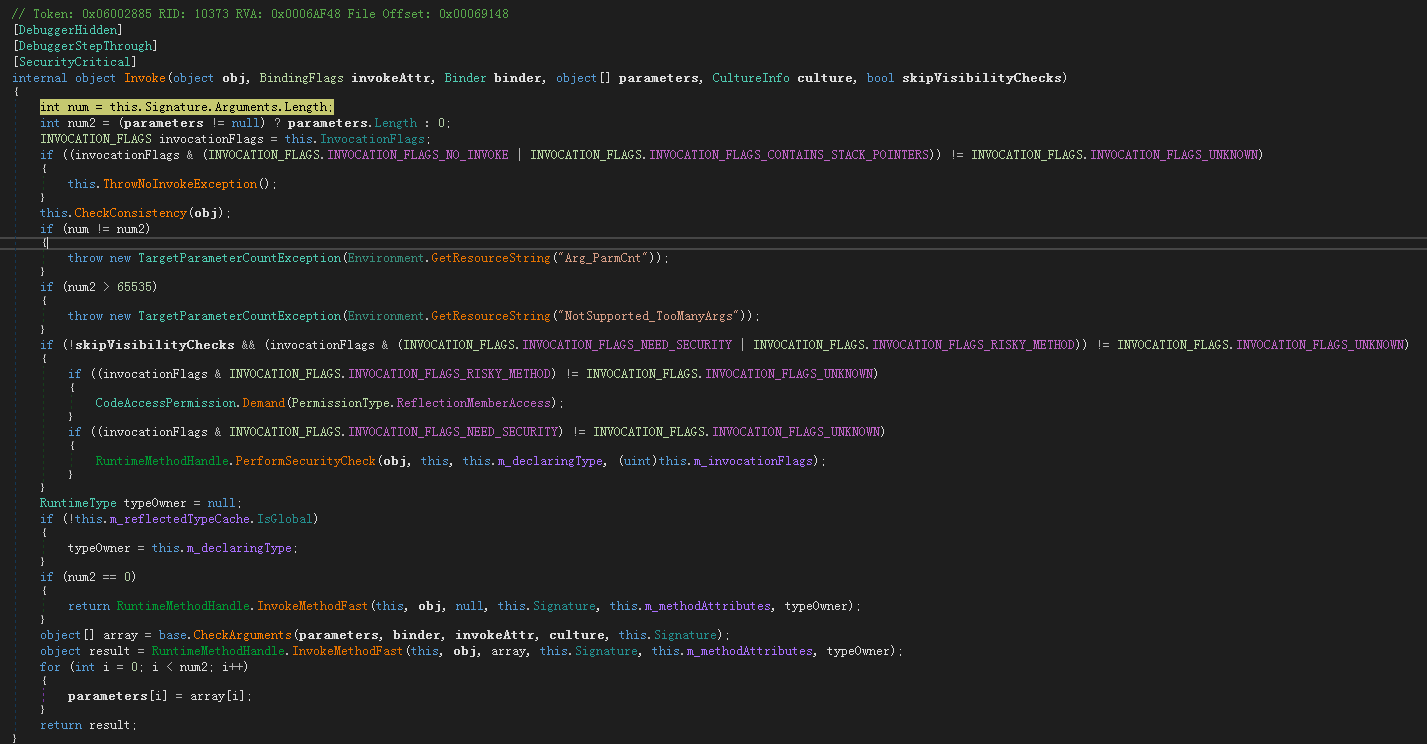 // Token: 0x06002885 RID: 10373 RVA: 0x0006AF48 File Offset: 0x00069148
[DebuggerHidden]
[DebuggerStepThrough]
[SecurityCritical]
internal object Invoke(object obj, BindingFlags invokeAttr, Binder binder, object[] parameters, CultureInfo culture, bool skipVisibilityChecks)
{
int num = this.Signature.Arguments.Length;
int num2 = (parameters != null) ? parameters.Length : 0;
INVOCATION_FLAGS invocationFlags = this.InvocationFlags;
if ((invocationFlags & (INVOCATION_FLAGS.INVOCATION_FLAGS_NO_INVOKE | INVOCATION_FLAGS.INVOCATION_FLAGS_CONTAINS_STACK_POINTERS)) != INVOCATION_FLAGS.INVOCATION_FLAGS_UNKNOWN)
{
this.ThrowNoInvokeException();
}
this.CheckConsistency(obj);
if (num != num2)
{
throw new TargetParameterCountException(Environment.GetResourceString("Arg_ParmCnt"));
}
if (num2 > 65535)
{
throw new TargetParameterCountException(Environment.GetResourceString("NotSupported_TooManyArgs"));
}
if (!skipVisibilityChecks && (invocationFlags & (INVOCATION_FLAGS.INVOCATION_FLAGS_NEED_SECURITY | INVOCATION_FLAGS.INVOCATION_FLAGS_RISKY_METHOD)) != INVOCATION_FLAGS.INVOCATION_FLAGS_UNKNOWN)
{
if ((invocationFlags & INVOCATION_FLAGS.INVOCATION_FLAGS_RISKY_METHOD) != INVOCATION_FLAGS.INVOCATION_FLAGS_UNKNOWN)
{
CodeAccessPermission.Demand(PermissionType.ReflectionMemberAccess);
}
if ((invocationFlags & INVOCATION_FLAGS.INVOCATION_FLAGS_NEED_SECURITY) != INVOCATION_FLAGS.INVOCATION_FLAGS_UNKNOWN)
{
RuntimeMethodHandle.PerformSecurityCheck(obj, this, this.m_declaringType, (uint)this.m_invocationFlags);
}
}
RuntimeType typeOwner = null;
if (!this.m_reflectedTypeCache.IsGlobal)
{
typeOwner = this.m_declaringType;
}
if (num2 == 0)
{
return RuntimeMethodHandle.InvokeMethodFast(this, obj, null, this.Signature, this.m_methodAttributes, typeOwner);
}
object[] array = base.CheckArguments(parameters, binder, invokeAttr, culture, this.Signature);
object result = RuntimeMethodHandle.InvokeMethodFast(this, obj, array, this.Signature, this.m_methodAttributes, typeOwner);
for (int i = 0; i < num2; i++)
{
parameters[i] = array[i];
}
return result;
}